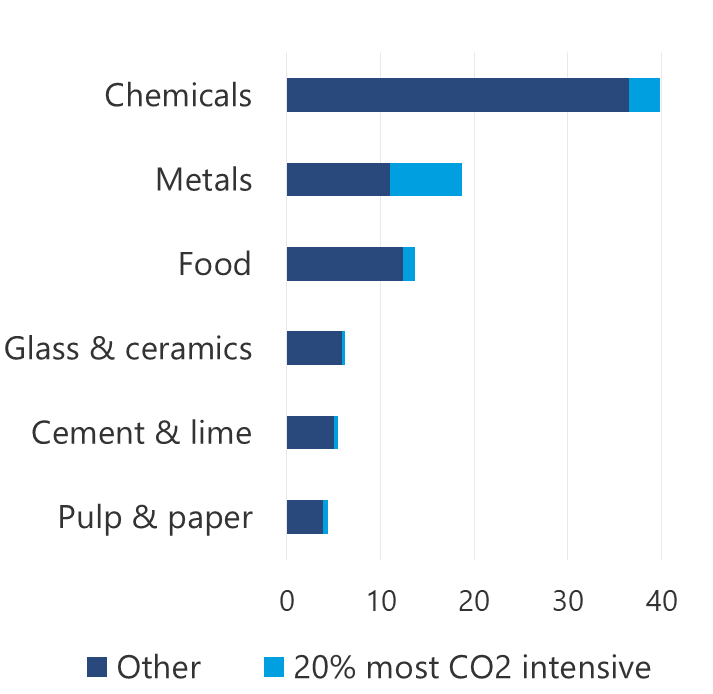 Chemicals
Metals
Food
Glass & ceramics
Cement & lime
Pulp & paper
0 10 20 30 40
Other 20% most CO2 intensive